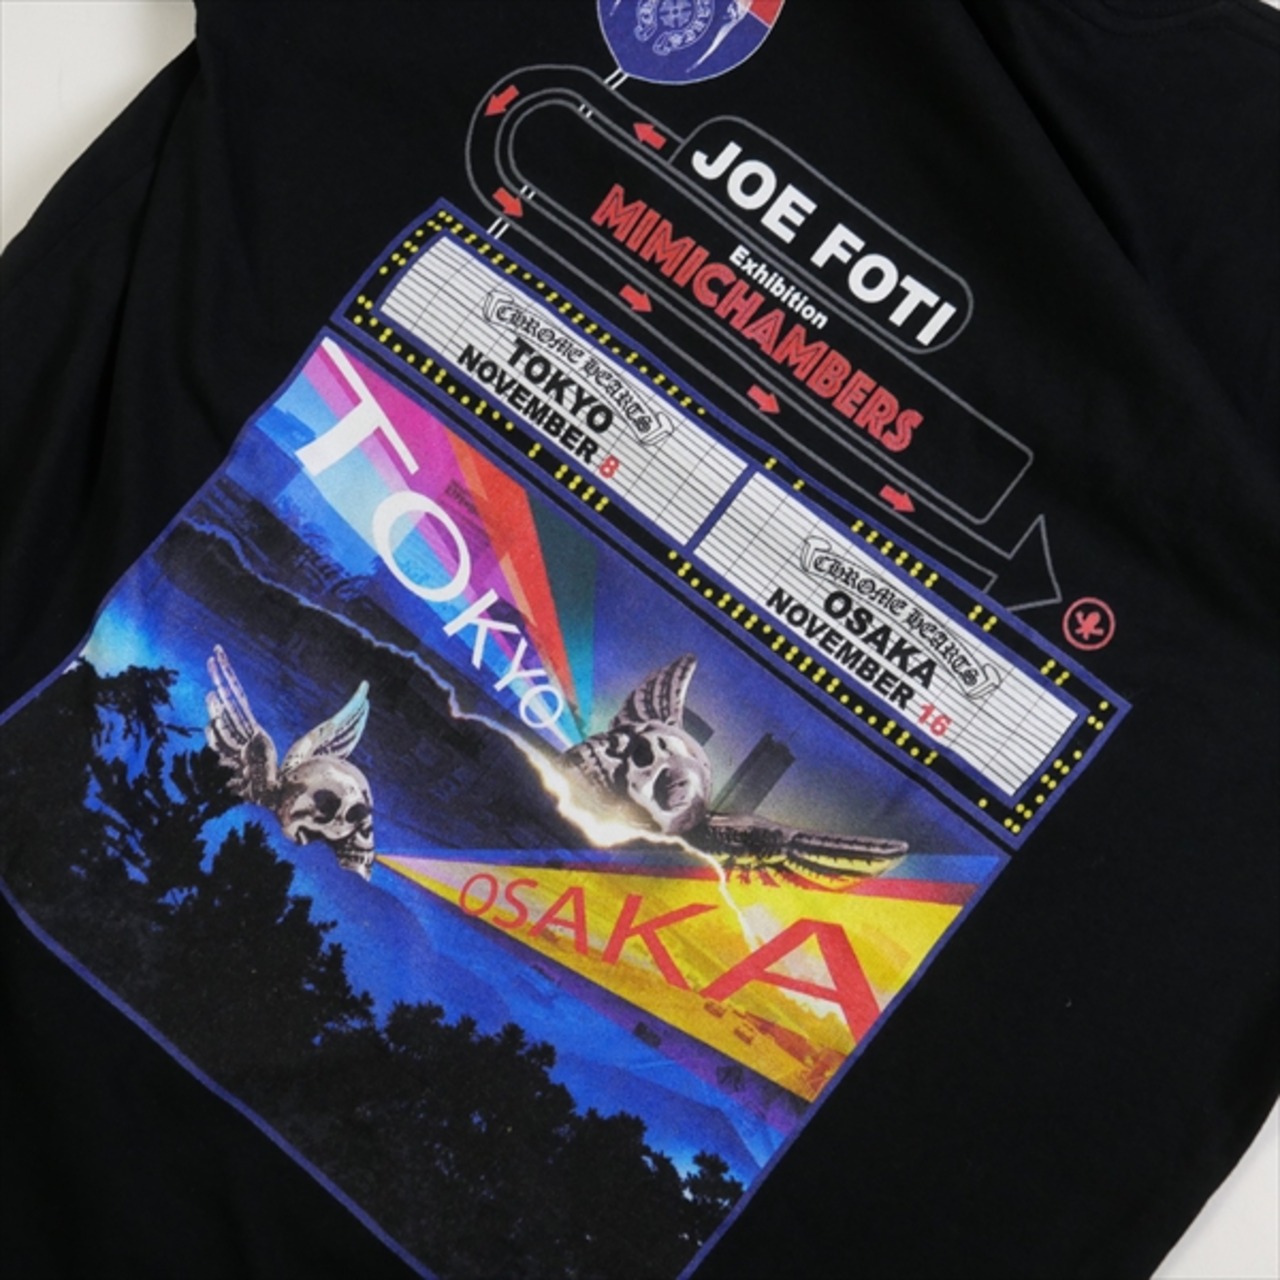 JOE FOTI
Exhibition
MIMICHAMBERS
CHROME HEARTS
TOKYO
NOVEMBER 8
CHROME HEARTS
OSAKA
NOVEMBER 16
TOKYO
OSAKA